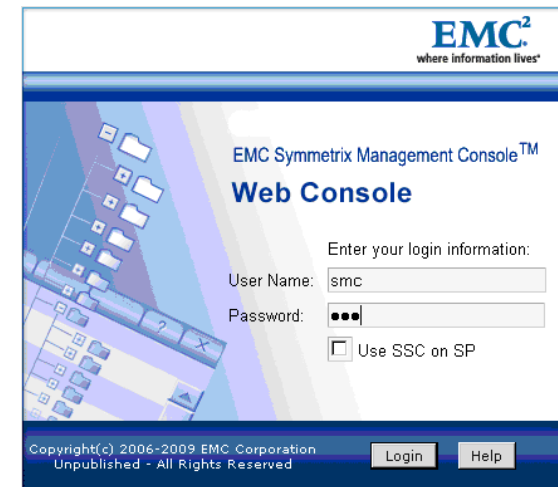 EMC²
where information lives®
EMC Symmetrix Management Console™
Web Console
Enter your login information:
User Name: smc
Password: ●●●
Use SSC on SP
Copyright(c) 2006-2009 EMC Corporation
Unpublished - All Rights Reserved
Login Help